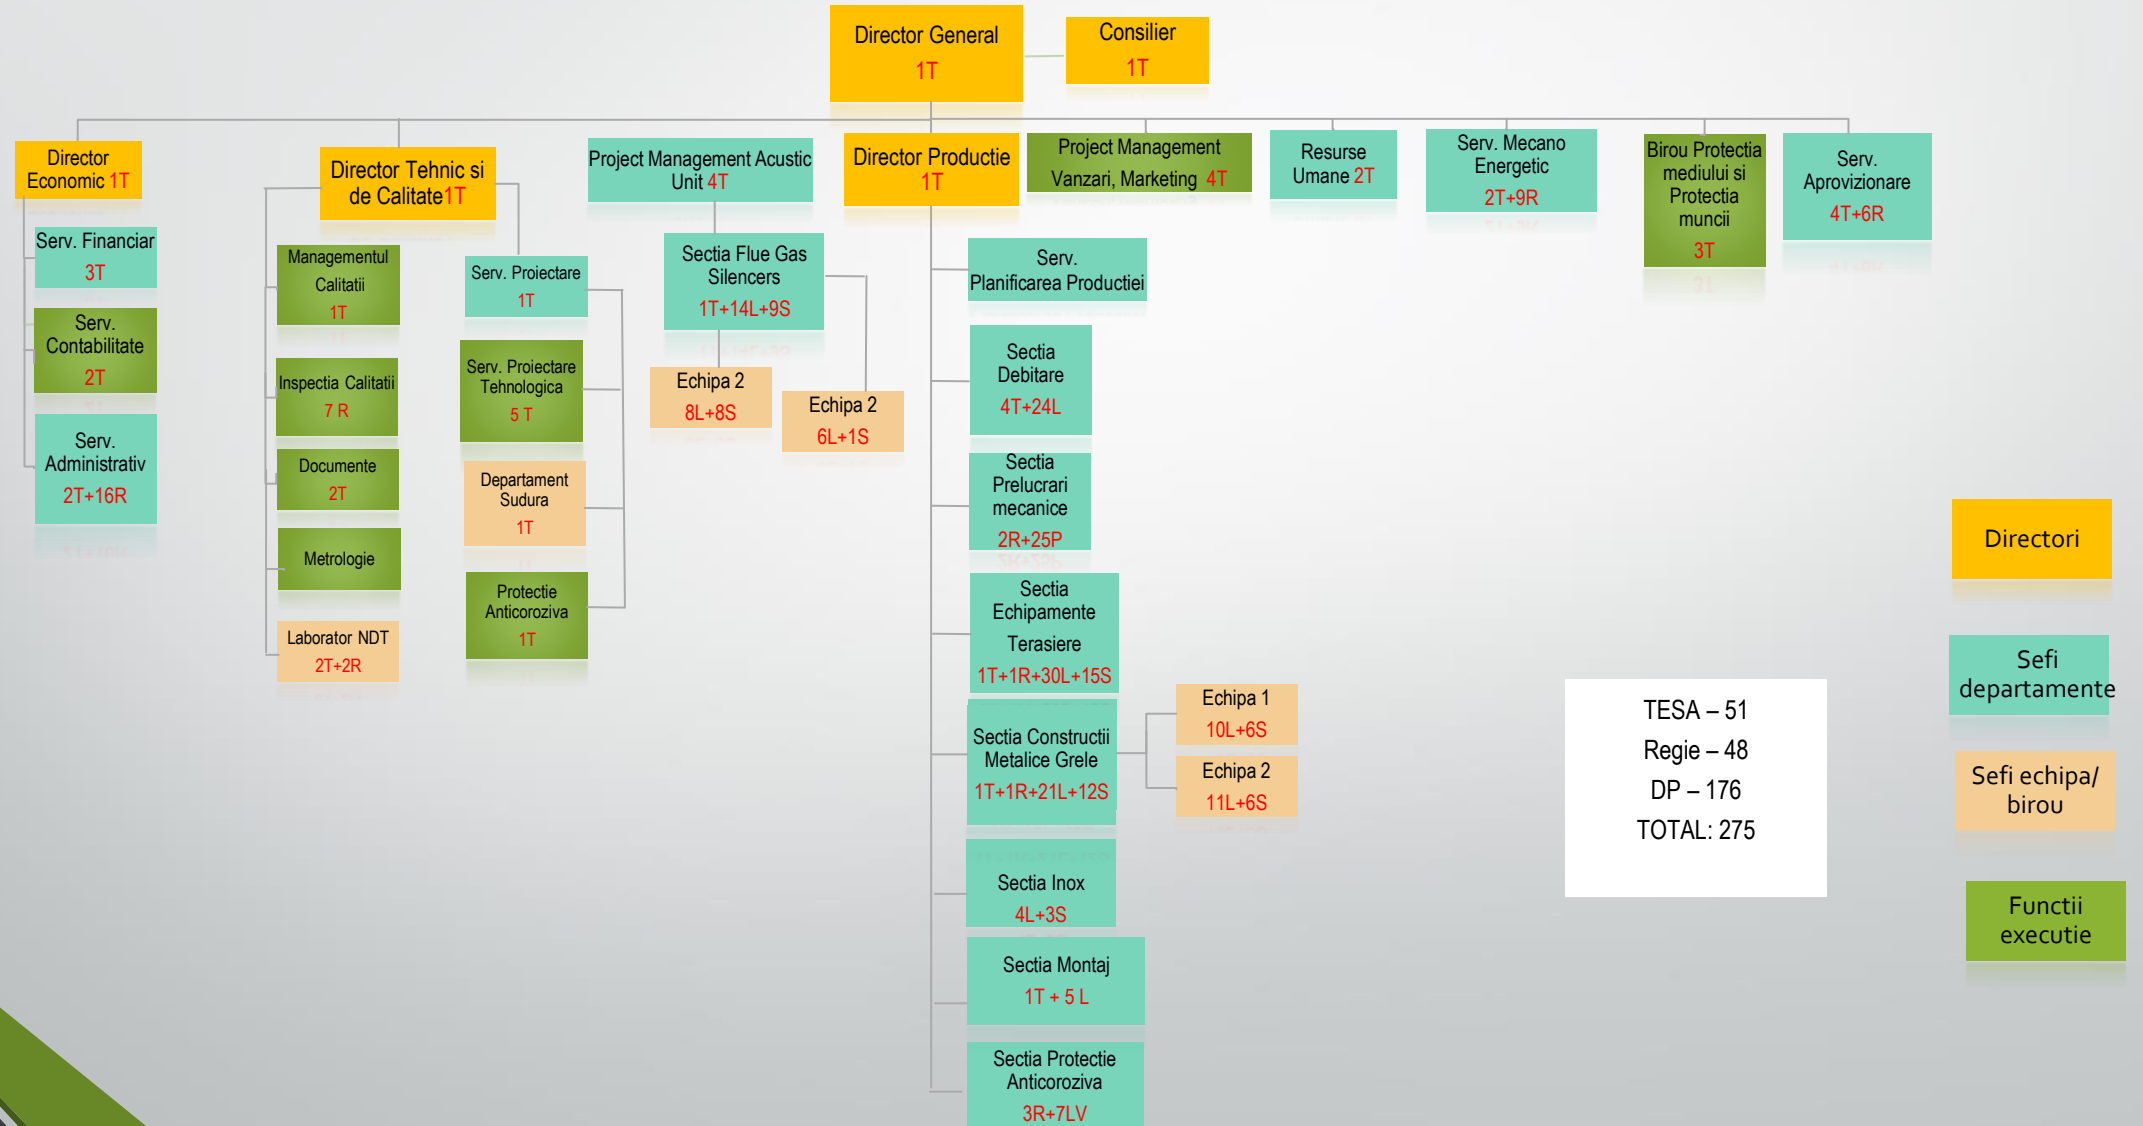 Director General
1T
Consilier
1T
Director
Economic 1T
Serv. Financiar
3T
Serv.
Contabilitate
2T
Serv.
Administrativ
2T+16R
Director Tehnic si
de Calitate1T
Managementul
Calitatii
1T
Inspectia Calitatii
7 R
Documente
2T
Metrologie
Laborator NDT
2T+2R
Serv. Proiectare
1T
Serv. Proiectare
Tehnologica
5 T
Departament
Sudura
1T
Protectie
Anticoroziva
1T
Project Management Acustic
Unit 4T
Sectia Flue Gas
Silencers
1T+14L+9S
Echipa 2
8L+8S
Echipa 2
6L+1S
Director Productie
1T
Serv.
Planificarea Productiei
Sectia
Debitare
4T+24L
Sectia
Prelucrari
mecanice
2R+25P
Sectia
Echipamente
Terasiere
1T+1R+30L+15S
Sectia Constructii
Metalice Grele
1T+1R+21L+12S
Echipa 1
10L+6S
Echipa 2
11L+6S
Sectia Inox
4L+3S
Sectia Montaj
1T + 5 L
Sectia Protectie
Anticoroziva
3R+7LV
Project Management
Vanzari, Marketing 4T
Resurse
Umane 2T
Serv. Mecano
Energetic
2T+9R
Birou Protectia
mediului si
Protectia
muncii
3T
Serv.
Aprovizionare
4T+6R
TESA – 51
Regie – 48
DP – 176
TOTAL: 275
Directori
Sefi
departamente
Sefi echipa/
birou
Functii
executie